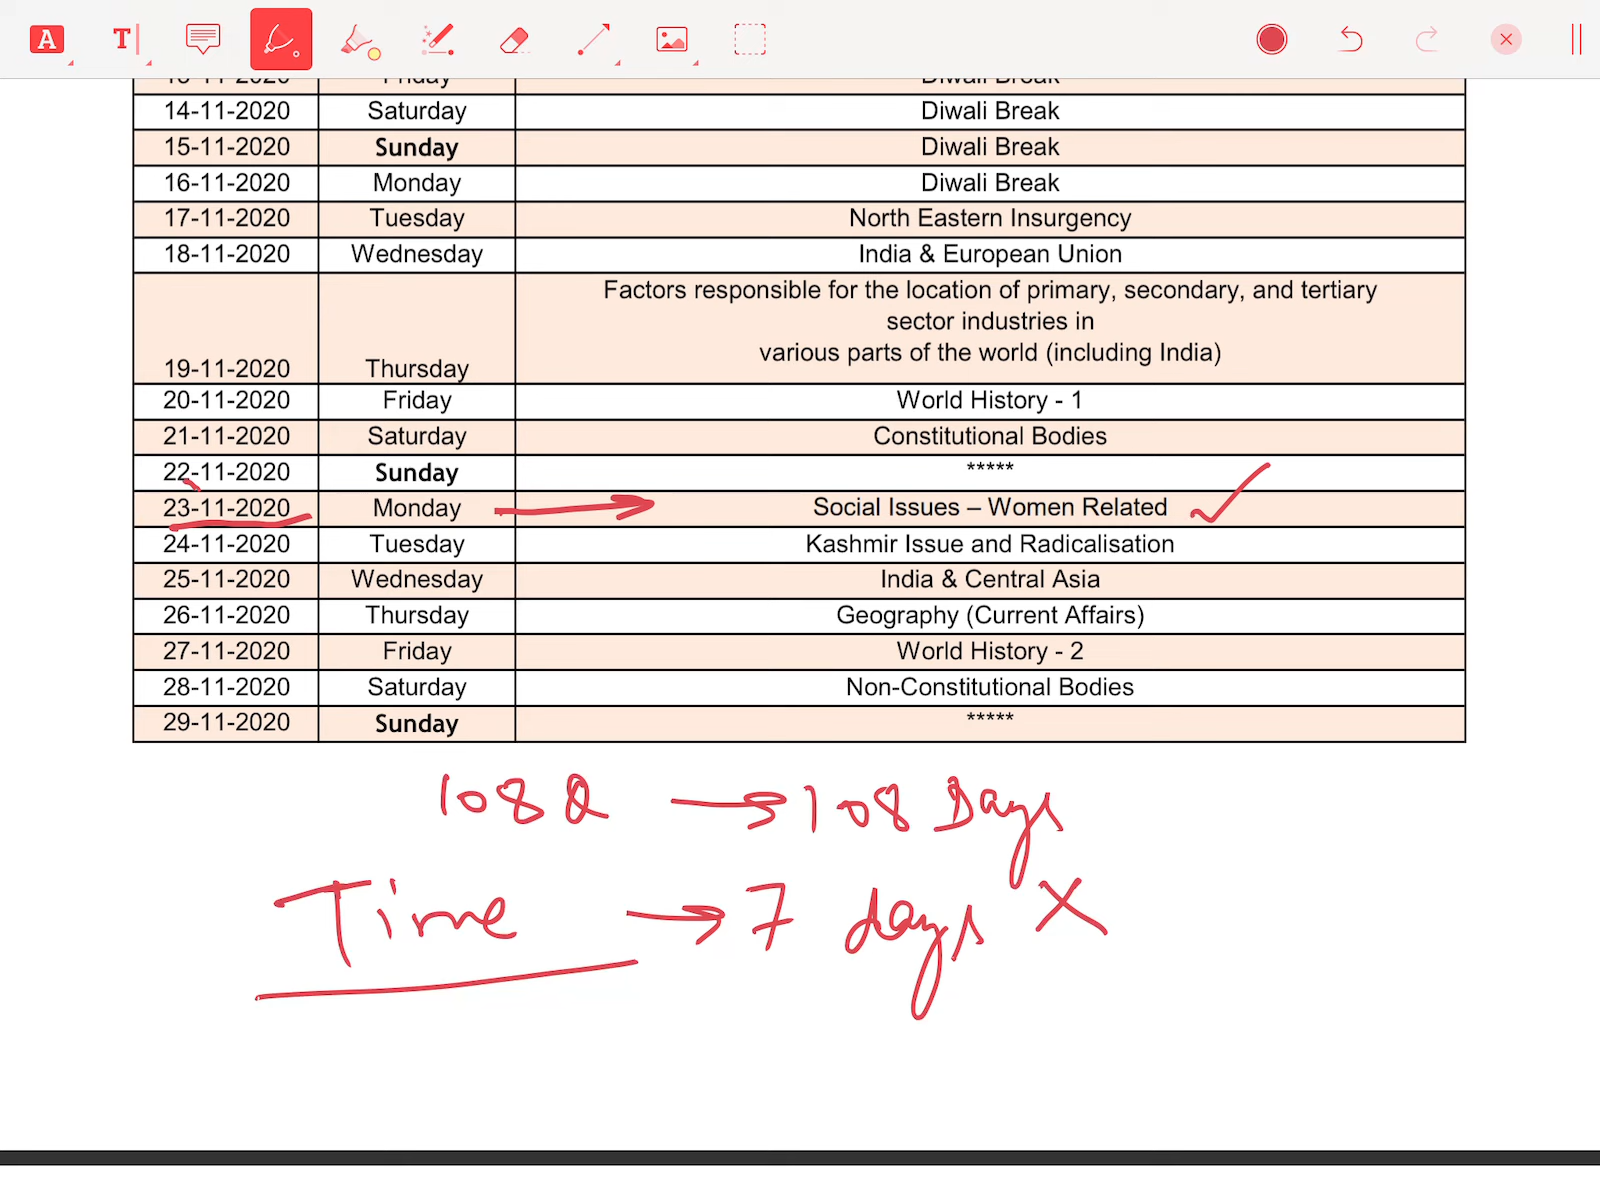 A T
Diwali Break
14-11-2020 Saturday Diwali Break
15-11-2020 Sunday Diwali Break
16-11-2020 Monday Diwali Break
17-11-2020 Tuesday North Eastern Insurgency
18-11-2020 Wednesday India & European Union
Factors responsible for the location of primary, secondary, and tertiary
sector industries in
various parts of the world (including India)
19-11-2020 Thursday
20-11-2020 Friday World History - 1
21-11-2020 Saturday Constitutional Bodies
22-11-2020 Sunday *****
23-11-2020 Monday Social Issues – Women Related
24-11-2020 Tuesday Kashmir Issue and Radicalisation
25-11-2020 Wednesday India & Central Asia
26-11-2020 Thursday Geography (Current Affairs)
27-11-2020 Friday World History - 2
28-11-2020 Saturday Non-Constitutional Bodies
29-11-2020 Sunday *****
108 Q → 108 Days
Time → 7 days X